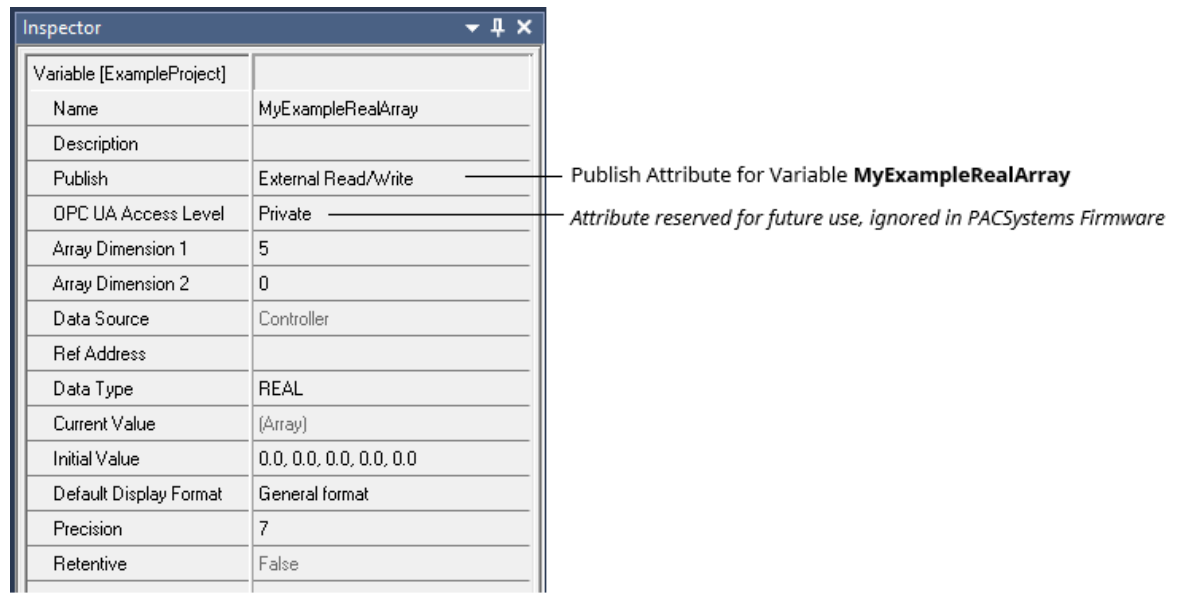 Inspector
Variable [ExampleProject]
Name MyExampleRealArray
Description
Publish External Read/Write
OPC UA Access Level Private
Array Dimension 1 5
Array Dimension 2 0
Data Source Controller
Ref Address
Data Type REAL
Current Value (Array)
Initial Value 0.0, 0.0, 0.0, 0.0, 0.0
Default Display Format General format
Precision 7
Retentive False
Publish Attribute for Variable MyExampleRealArray
Attribute reserved for future use, ignored in PACSystems Firmware